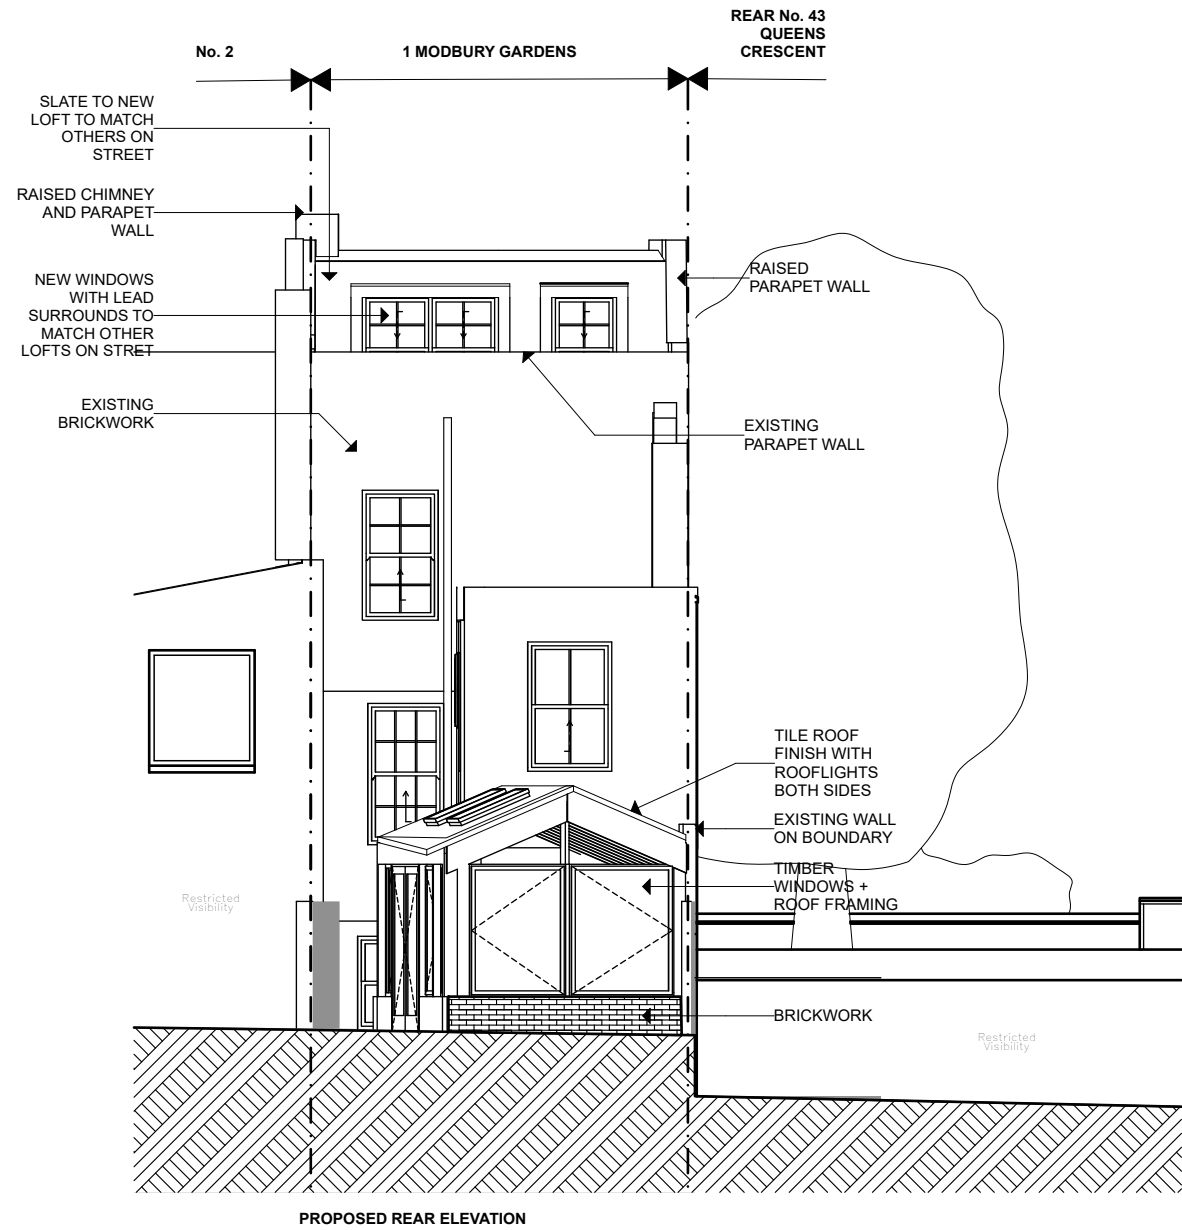 REAR No. 43
QUEENS
CRESCENT
No. 2
1 MODBURY GARDENS
SLATE TO NEW
LOFT TO MATCH
OTHERS ON
STREET
RAISED CHIMNEY
AND PARAPET
WALL
NEW WINDOWS
WITH LEAD
SURROUNDS TO
MATCH OTHER
LOFTS ON STRET
RAISED
PARAPET WALL
EXISTING
BRICKWORK
EXISTING
PARAPET WALL
TILE ROOF
FINISH WITH
ROOFLIGHTS
BOTH SIDES
EXISTING WALL
ON BOUNDARY
TIMBER
WINDOWS +
ROOF FRAMING
Restricted
Visibility
BRICKWORK
Restricted
Visibility
PROPOSED REAR ELEVATION